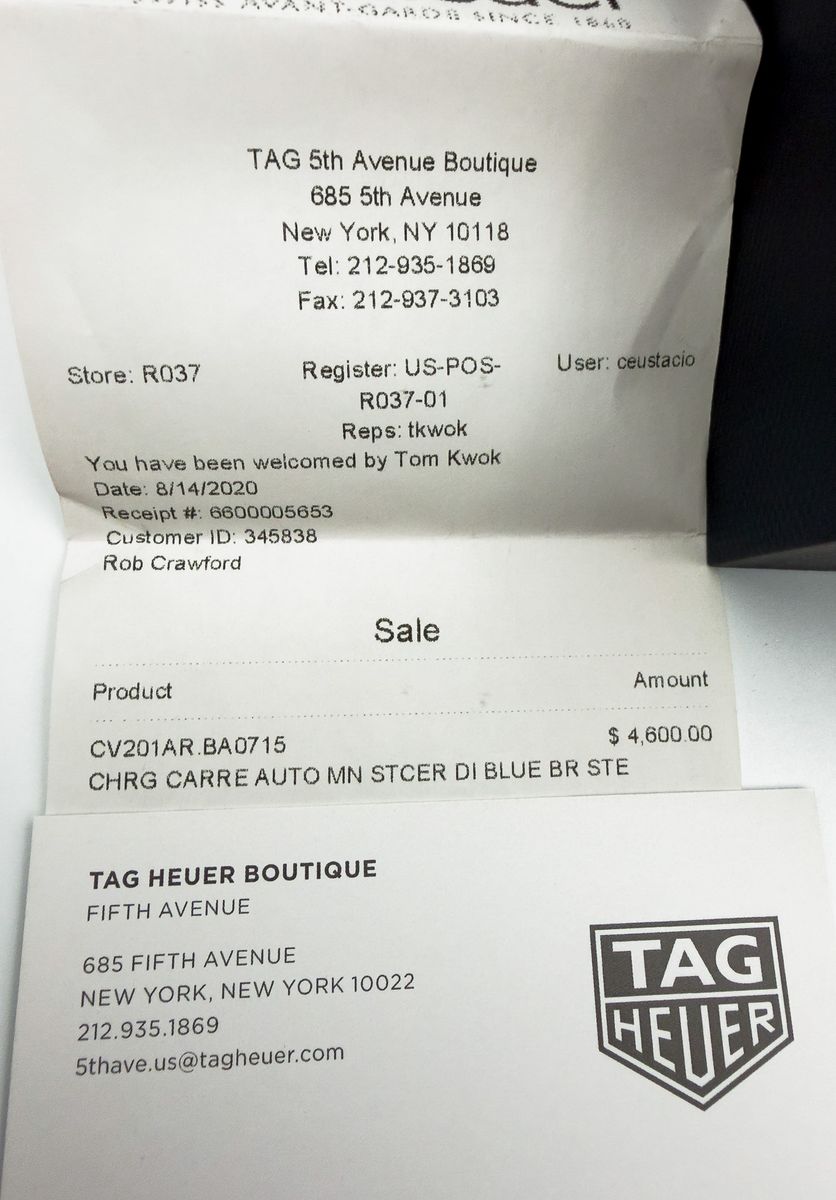 AVANT-GARDE SINCE 1860
TAG 5th Avenue Boutique
685 5th Avenue
New York, NY 10118
Tel: 212-935-1869
Fax: 212-937-3103
Store: R037 Register: US-POS- User: ceustacio
R037-01
Reps: tkwok
You have been welcomed by Tom Kwok
Date: 8/14/2020
Receipt #: 6600005653
Customer ID: 345838
Rob Crawford
Sale
Product Amount
CV201AR.BA0715 $ 4,600.00
CHRG CARRE AUTO MN STCER DI BLUE BR STE
TAG HEUER BOUTIQUE
FIFTH AVENUE
685 FIFTH AVENUE
NEW YORK, NEW YORK 10022
212.935.1869
5thave.us@tagheuer.com
TAG
HEUER